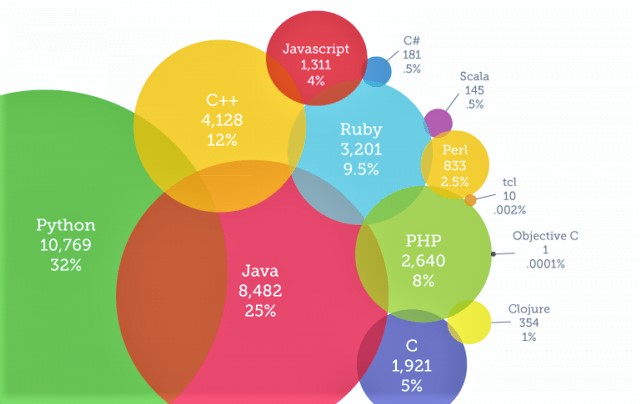 Javascript
1,311
4%
C#
181
.5%
Scala
145
.5%
C++
4,128
12%
Ruby
3,201
9.5%
Perl
833
2.5%
tcl
10
.002%
Python
10,769
32%
Java
8,482
25%
PHP
2,640
8%
Objective C
1
.0001%
Clojure
354
1%
C
1,921
5%